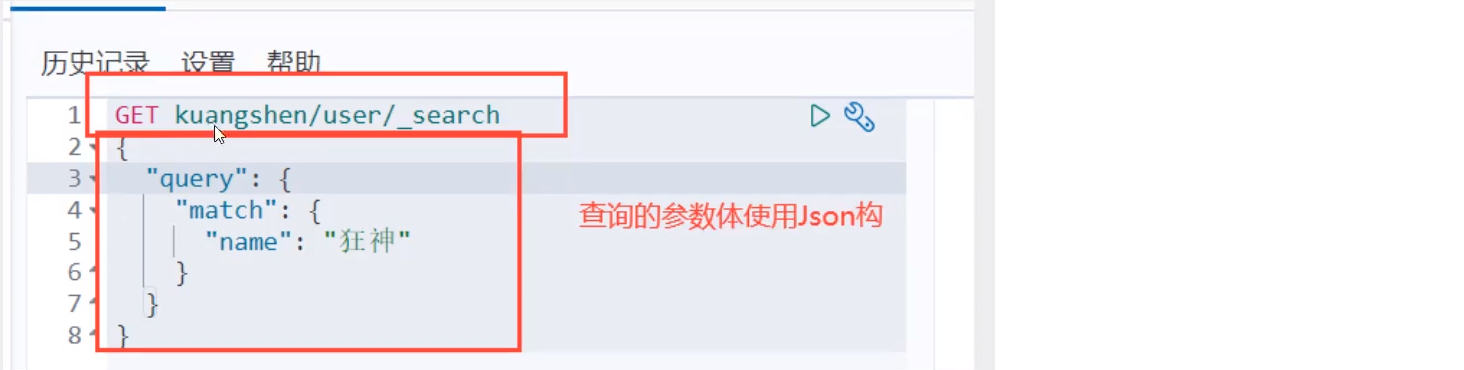 历史记录 设置 帮助
1 GET kuangshen/user/_search
2 {
3 "query": {
4 "match": {
5 "name": "狂神"
6 }
7 }
8 }
查询的参数体使用Json构